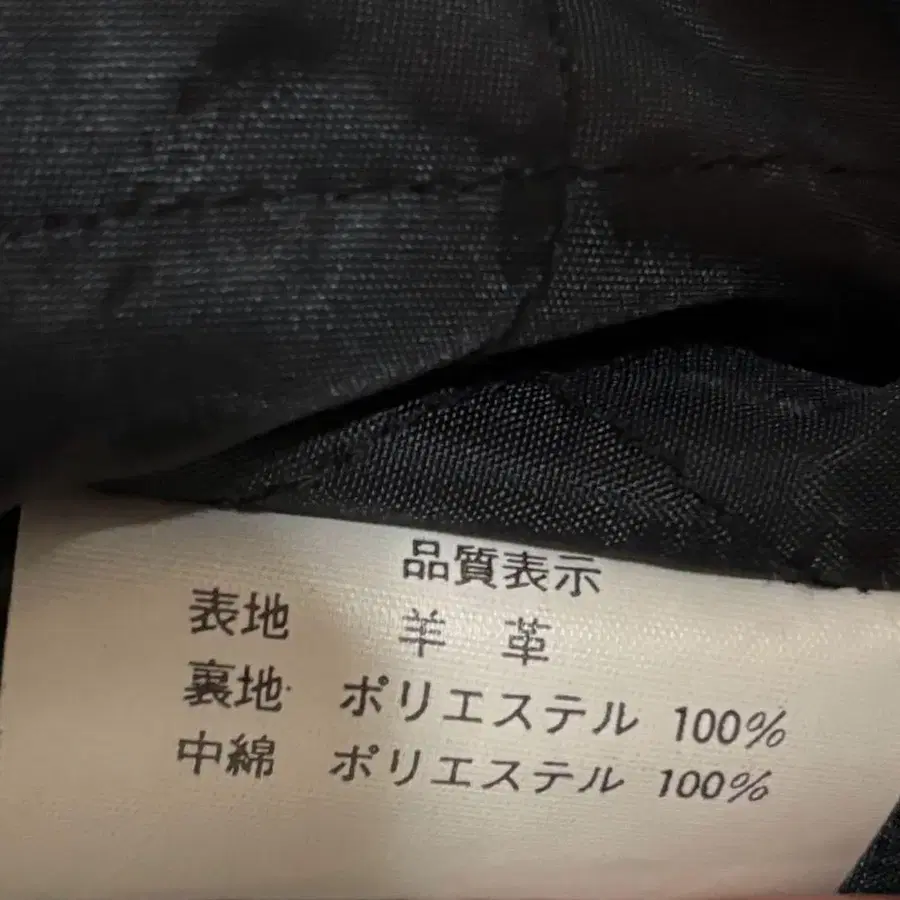 品質表示
表地 羊革
裏地 ポリエステル 100%
中綿 ポリエステル 100%